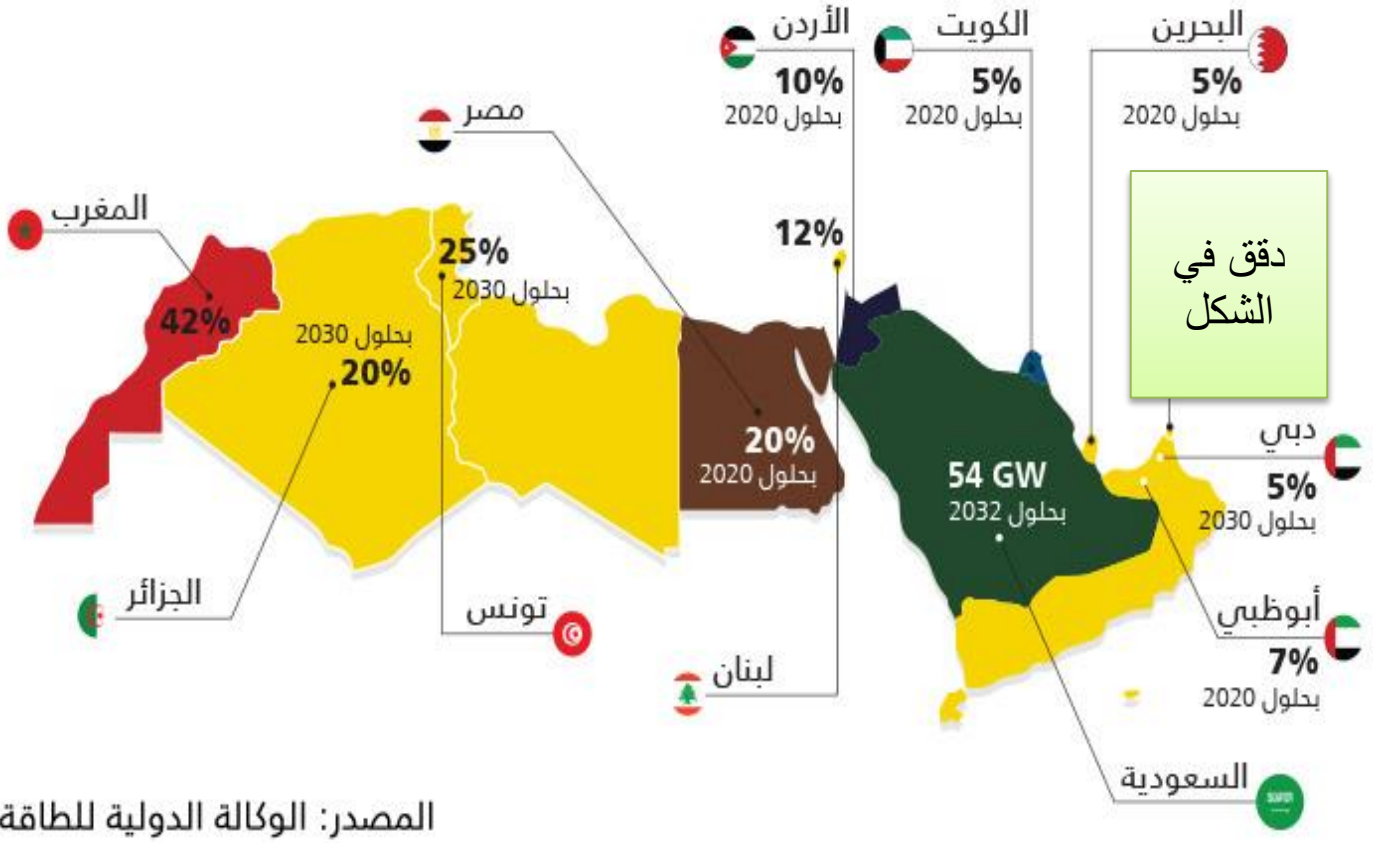 الأردن
10%
بحلول 2020
الكويت
5%
بحلول 2020
البحرين
5%
بحلول 2020
مصر
20%
بحلول 2020
المغرب
42%
25%
بحلول 2030
بحلول 2030
20%
12%
دقق في
الشكل
54 GW
بحلول 2032
دبي
5%
بحلول 2030
أبوظبي
7%
بحلول 2020
الجزائر
تونس
لبنان
السعودية
المصدر: الوكالة الدولية للطاقة